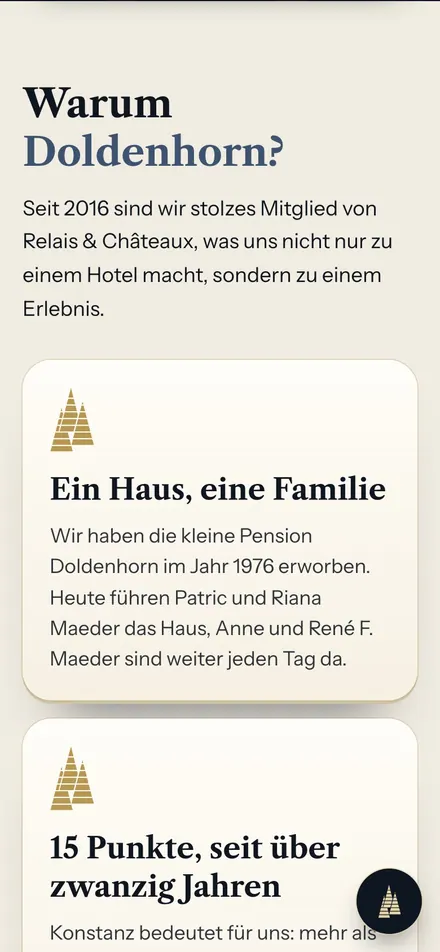 Warum
Doldenhorn?
Seit 2016 sind wir stolzes Mitglied von
Relais & Châteaux, was uns nicht nur zu
einem Hotel macht, sondern zu einem
Erlebnis.
Ein Haus, eine Familie
Wir haben die kleine Pension
Doldenhorn im Jahr 1976 erworben.
Heute führen Patric und Riana
Maeder das Haus, Anne und René F.
Maeder sind weiter jeden Tag da.
15 Punkte, seit über
zwanzig Jahren
Konstanz bedeutet für uns: mehr als